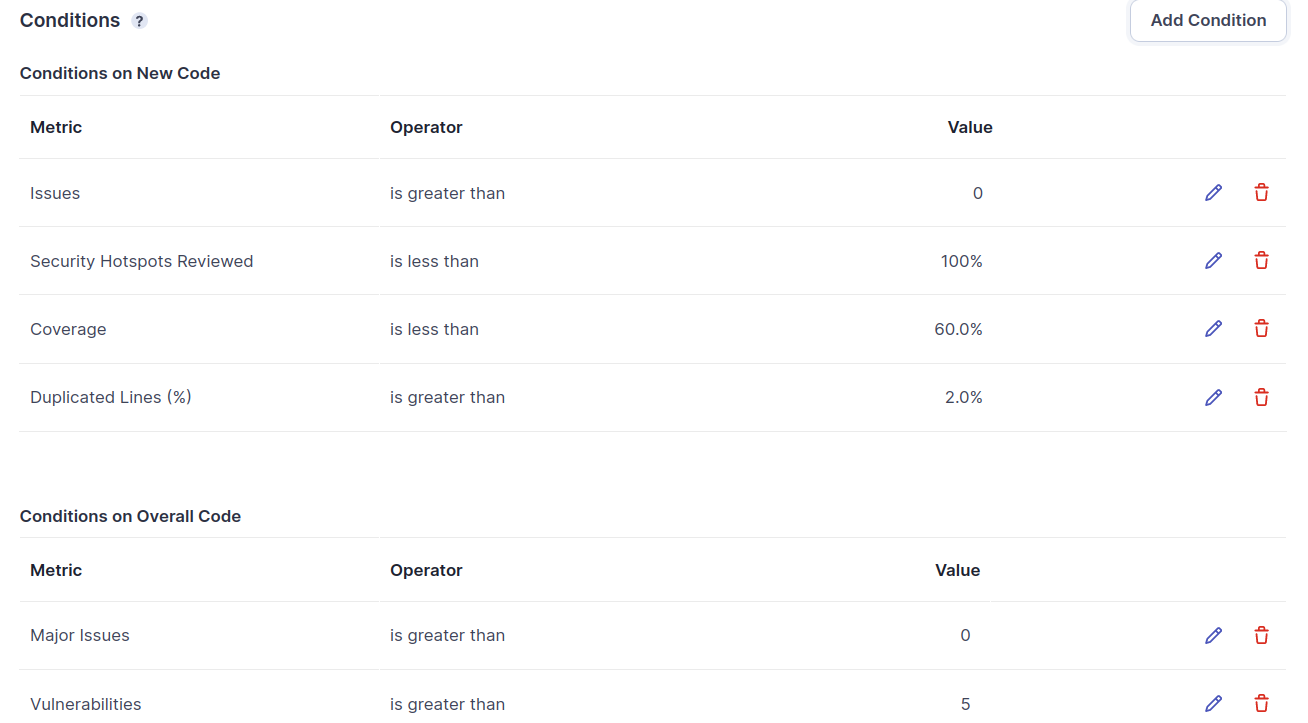 Conditions ? Add Condition
Conditions on New Code
Metric Operator Value
Issues is greater than 0
Security Hotspots Reviewed is less than 100%
Coverage is less than 60.0%
Duplicated Lines (%) is greater than 2.0%
Conditions on Overall Code
Metric Operator Value
Major Issues is greater than 0
Vulnerabilities is greater than 5